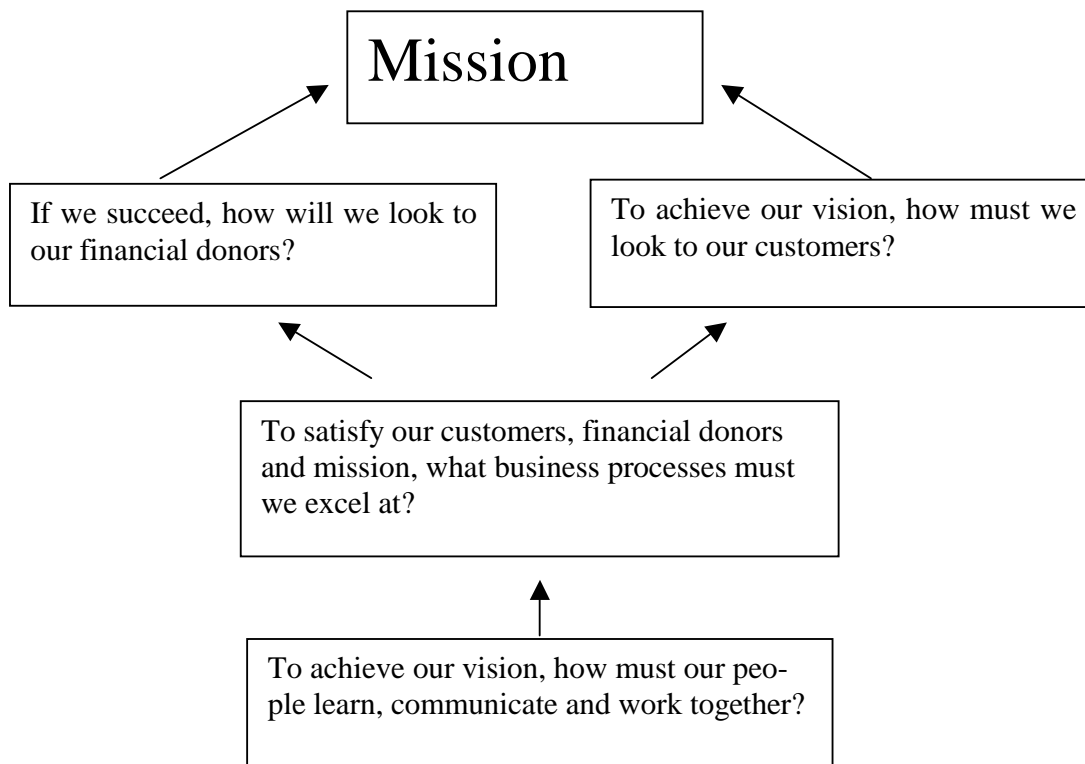 Mission
If we succeed, how will we look to
our financial donors?
To achieve our vision, how must we
look to our customers?
To satisfy our customers, financial donors
and mission, what business processes must
we excel at?
To achieve our vision, how must our peo-
ple learn, communicate and work together?